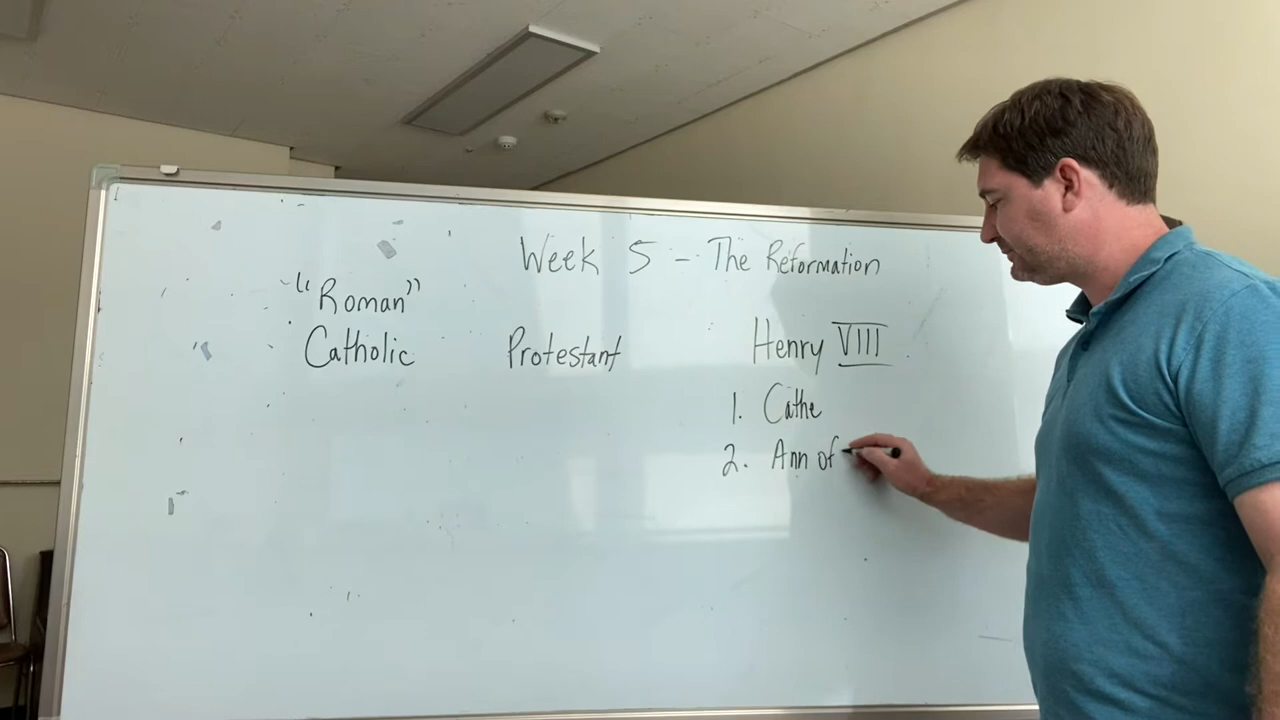 Week 5 - The Reformation
"Roman"
Catholic
Protestant
Henry VIII
1. Cathe
2. Ann of